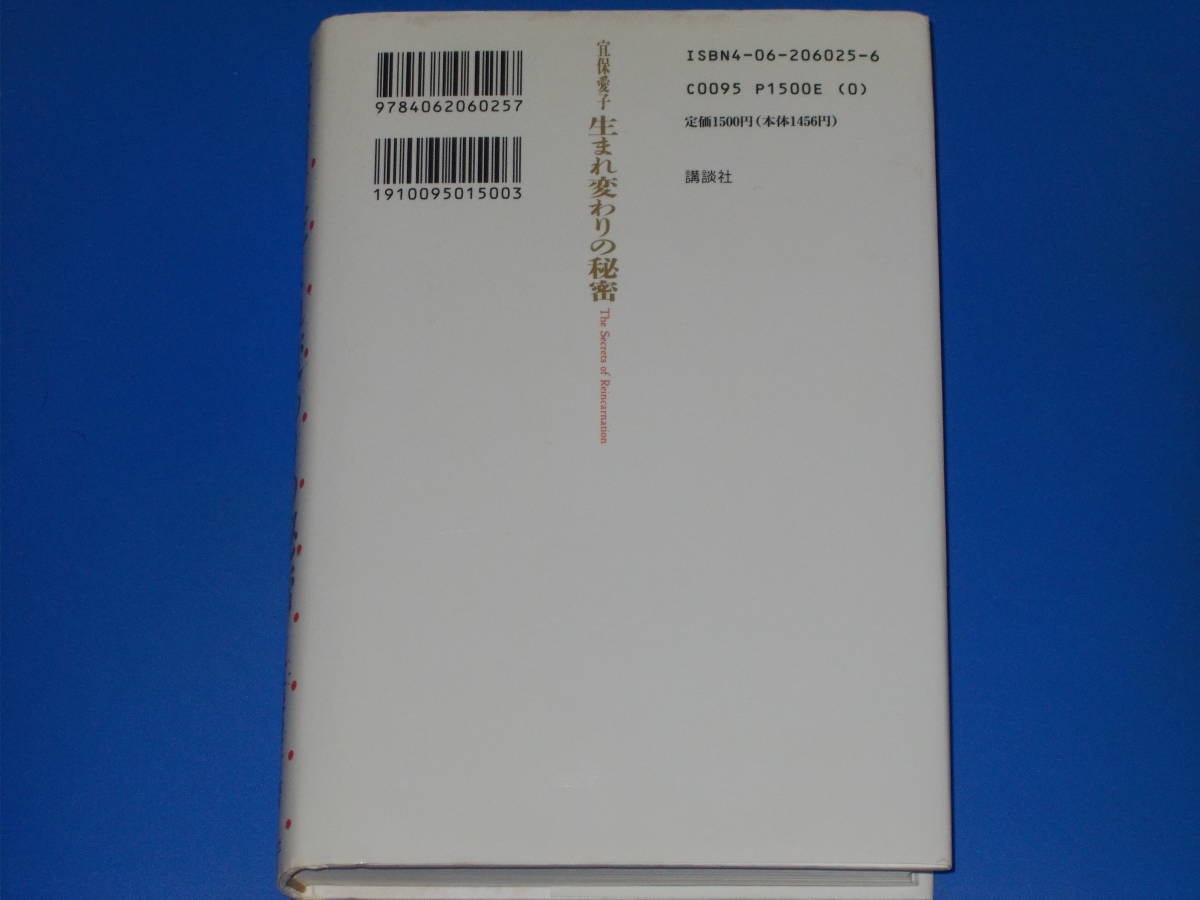 宜保愛子 生まれ変わりの秘密 The Secrets of Reincarnation
ISBN4-06-206025-6
C0095 P1500E (0)
定価1500円(本体1456円)
講談社
9784062060257
1910095015003